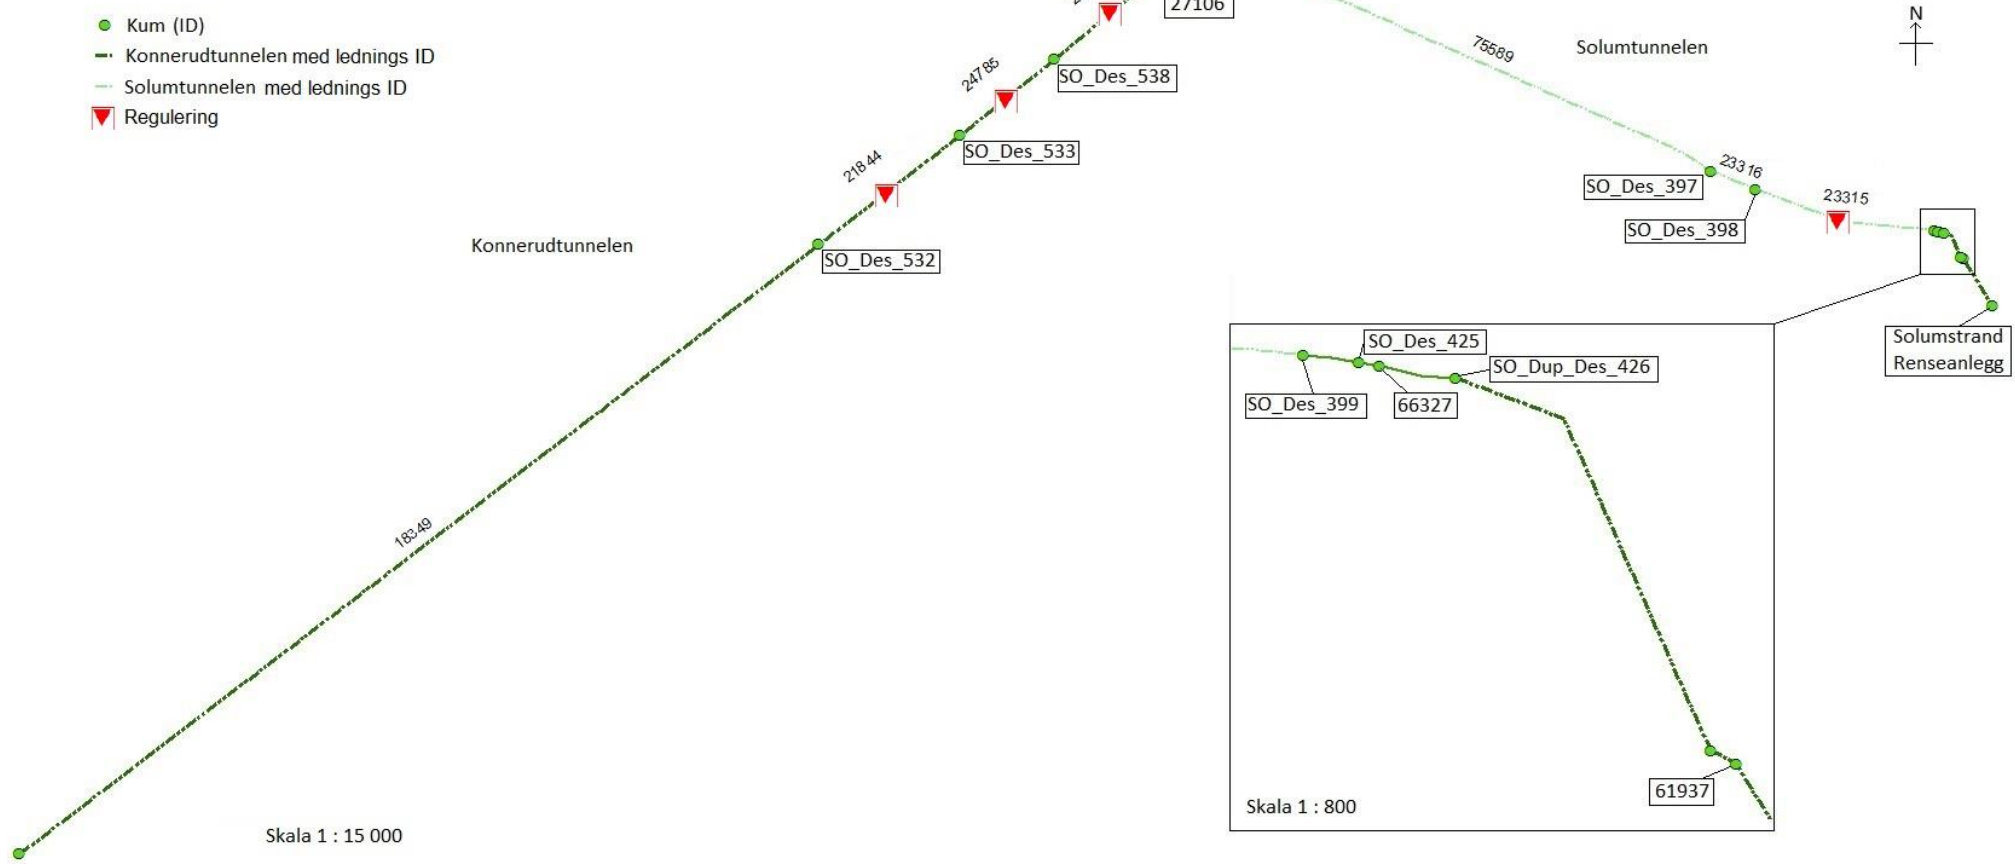 Kum (ID)
Konnerudtunnelen med lednings ID
Solumtunnelen med lednings ID
Regulering
27106
N
75589
Solumtunnelen
24785
SO_Des_538
SO_Des_533
21844
23316
SO_Des_397
23315
SO_Des_398
Konnerudtunnelen
SO_Des_532
Solumstrand
Renseanlegg
SO_Des_425
SO_Dup_Des_426
SO_Des_399
66327
18349
61937
Skala 1 : 800
Skala 1 : 15 000